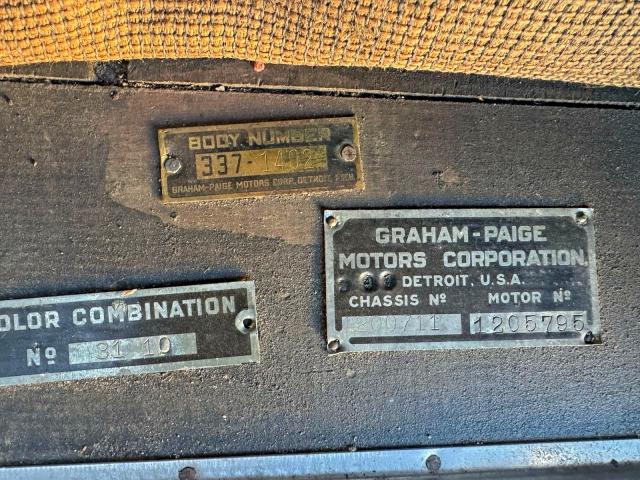 BODY NUMBER
337-1402
GRAHAM-PAIGE MOTORS CORP. DETROIT, MICH.
GRAHAM-PAIGE
MOTORS CORPORATION.
DETROIT, U.S.A.
CHASSIS Nº MOTOR Nº
1205795
OLOR COMBINATION
Nº 31 10